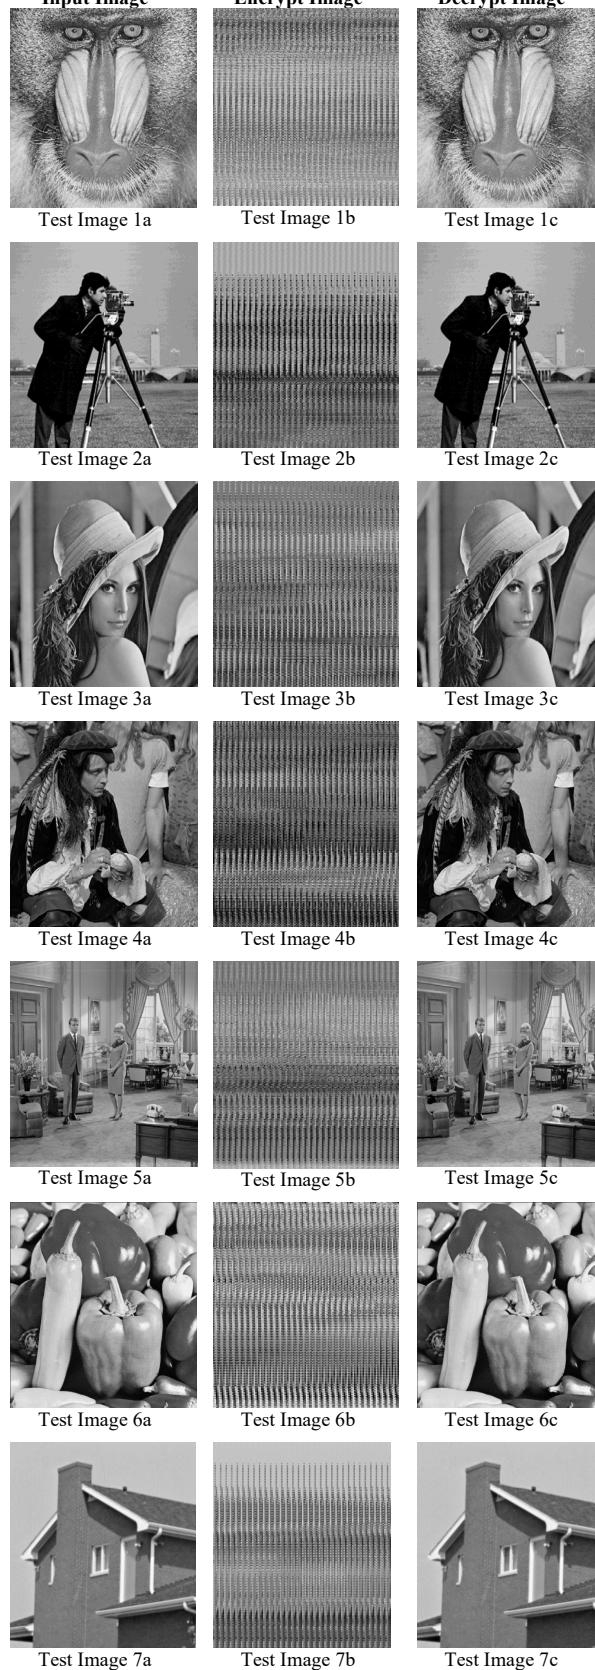 Input Image Encrypt Image Decrypt Image
Test Image 1a Test Image 1b Test Image 1c
Test Image 2a Test Image 2b Test Image 2c
Test Image 3a Test Image 3b Test Image 3c
Test Image 4a Test Image 4b Test Image 4c
Test Image 5a Test Image 5b Test Image 5c
Test Image 6a Test Image 6b Test Image 6c
Test Image 7a Test Image 7b Test Image 7c